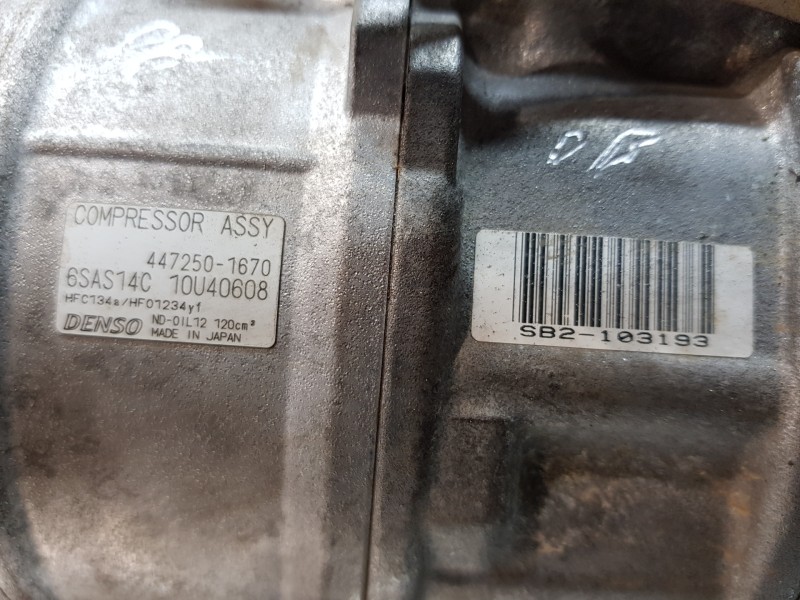 COMPRESSOR ASSY
447250-1670
6SAS14C 10U40608
HFC134a/HFO1234yf
DENSO ND-OIL12 120cm³
MADE IN JAPAN
SB2-103193